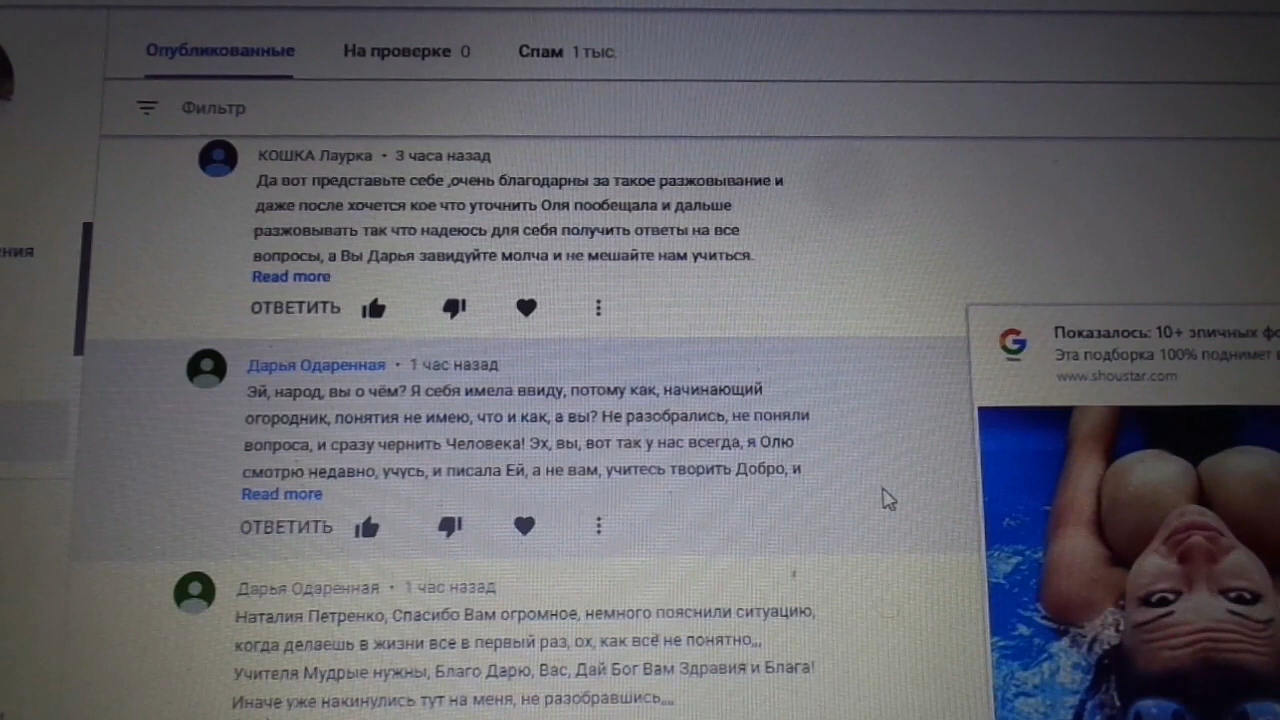 Опубликованные
На проверке 0
Спам 1 тыс.
Фильтр
ния
КОШКА Лаурка • 3 часа назад
Да вот представьте себе ,очень благодарны за такое разжовывание и
даже после хочется кое что уточнить Оля пообещала и дальше
разжовывать так что надеюсь для себя получить ответы на все
вопросы, а Вы Дарья завидуйте молча и не мешайте нам учиться.
Read more
ОТВЕТИТЬ
Дарья Одаренная • 1 час назад
Эй, народ, вы о чём? Я себя имела ввиду, потому как, начинающий
огородник, понятия не имею, что и как, а вы? Не разобрались, не поняли
вопроса, и сразу чернить Человека! Эх, вы, вот так у нас всегда, я Олю
смотрю недавно, учусь, и писала Ей, а не вам, учитесь творить Добро, и
Read more
ОТВЕТИТЬ
Дарья Одаренная • 1 час назад
Наталия Петренко, Спасибо Вам огромное, немного пояснили ситуацию,
когда делаешь в жизни все в первый раз, ох, как всё не понятно,,,
Учителя Мудрые нужны, Благо Дарю, Вас, Дай Бог Вам Здравия и Блага!
Иначе уже накинулись тут на меня, не разобравшись,,,,
Показалось: 10+ эпичных фо
Эта подборка 100% поднимет в
www.shoustar.com